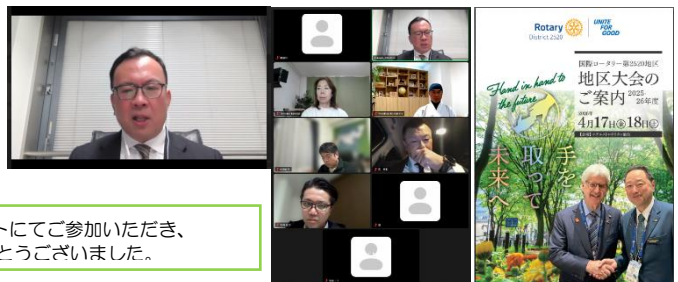 トにてご参加いただき、
とうございました。
Rotary
District 2520
UNITE
FOR
GOOD
国際ロータリー第2520地区
地区大会の
ご案内 2025-
26年度
4月17日金18日土
Hand in hand to
the future
手を
取って
未来へ